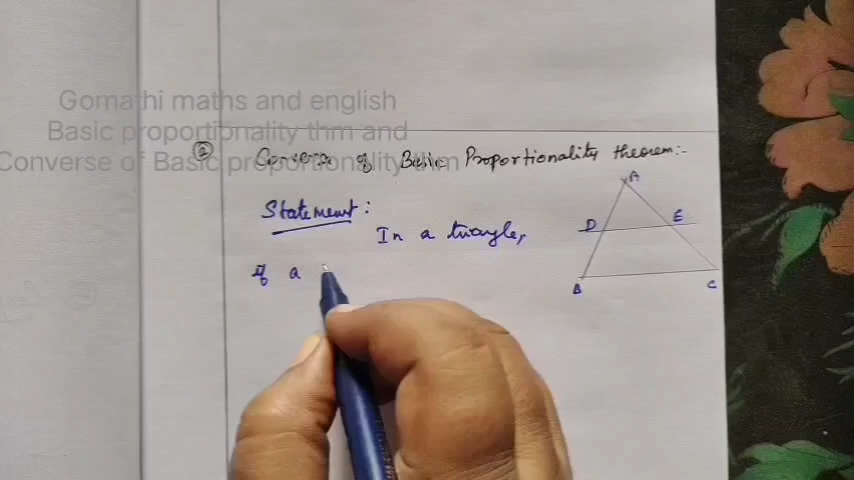 Gomathi maths and english
Basic proportionality thm and
Converse of Basic proportionality thm
② Converse of Basic Proportionality theorem:-
Statement:
In a triangle,
if a
A
D
E
B
C